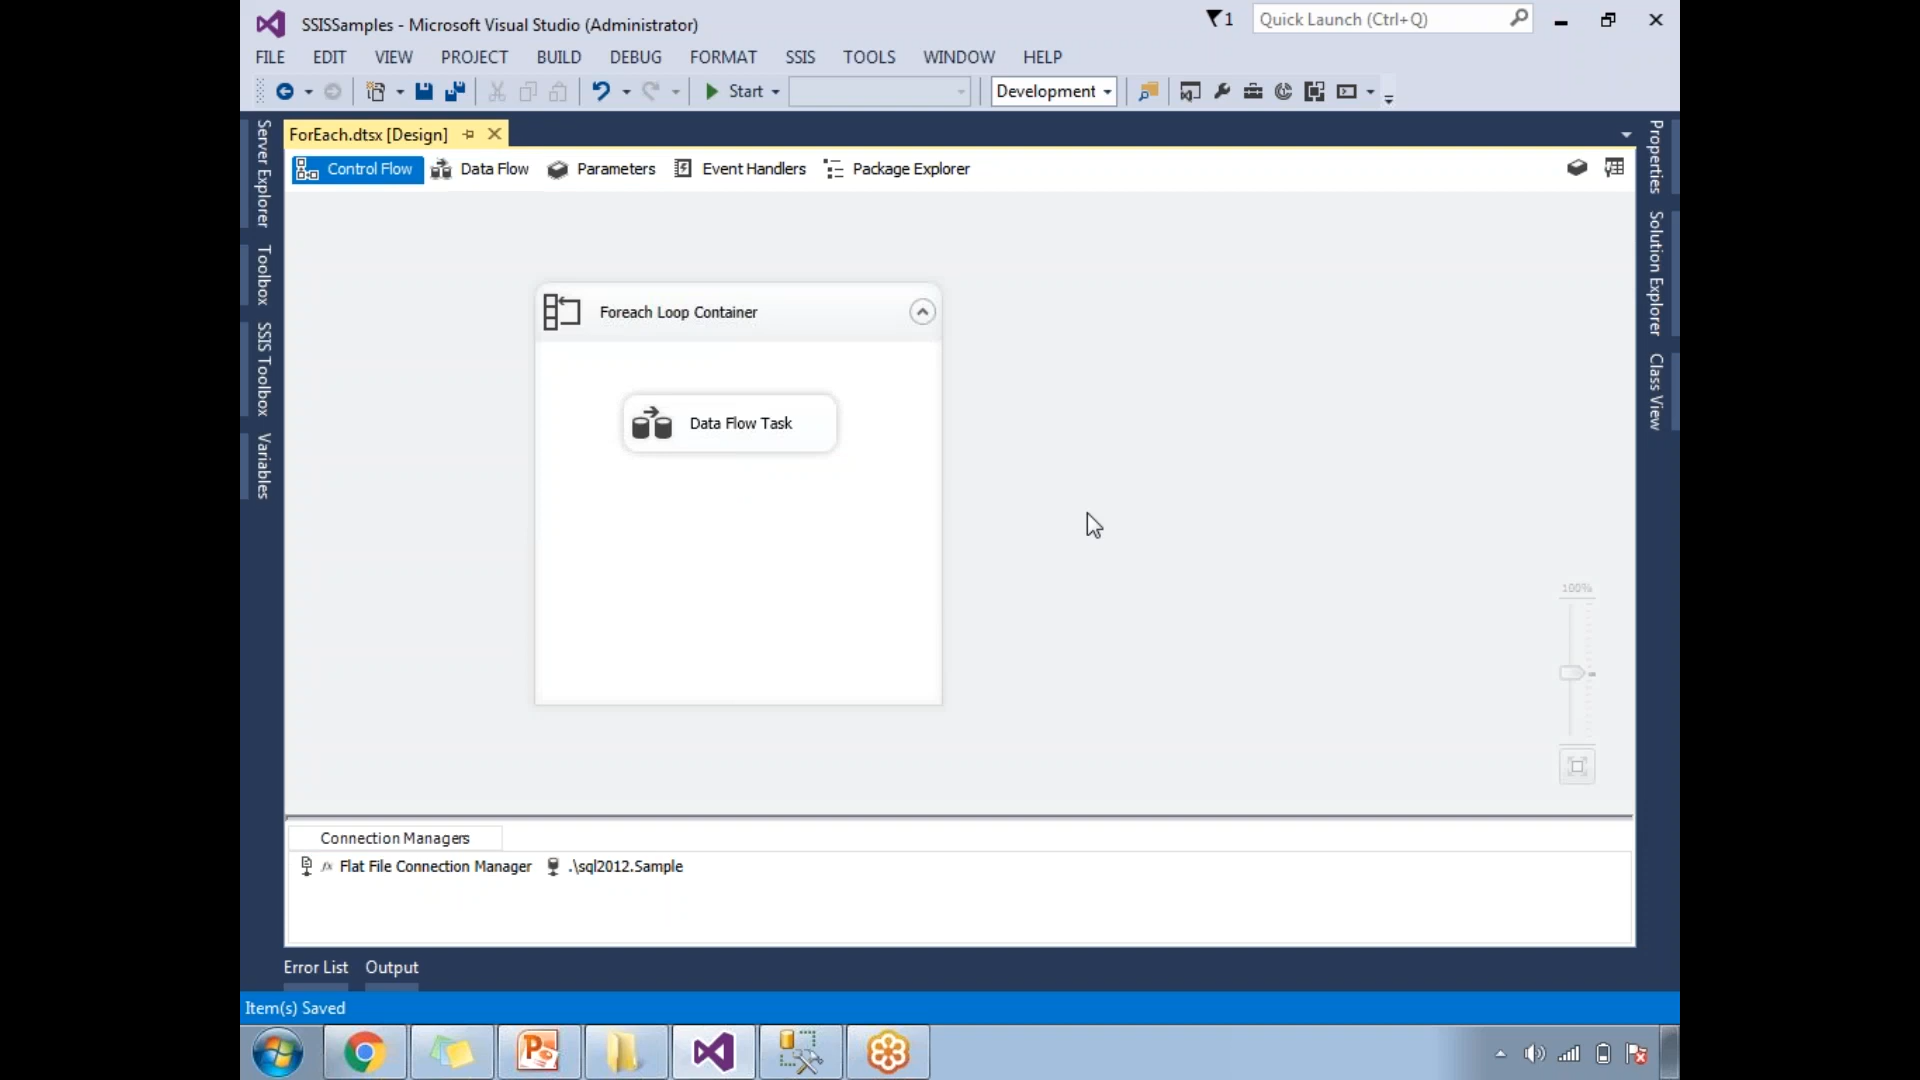 SSISSamples - Microsoft Visual Studio (Administrator)
1
Quick Launch (Ctrl+Q)
FILE EDIT VIEW PROJECT BUILD DEBUG FORMAT SSIS TOOLS WINDOW HELP
Start
Development
ForEach.dtsx [Design]
Control Flow Data Flow Parameters Event Handlers Package Explorer
Server Explorer
Toolbox
SSIS Toolbox
Variables
Properties
Solution Explorer
Class View
Foreach Loop Container
Data Flow Task
100%
Connection Managers
fx Flat File Connection Manager .\sql2012.Sample
Error List Output
Item(s) Saved